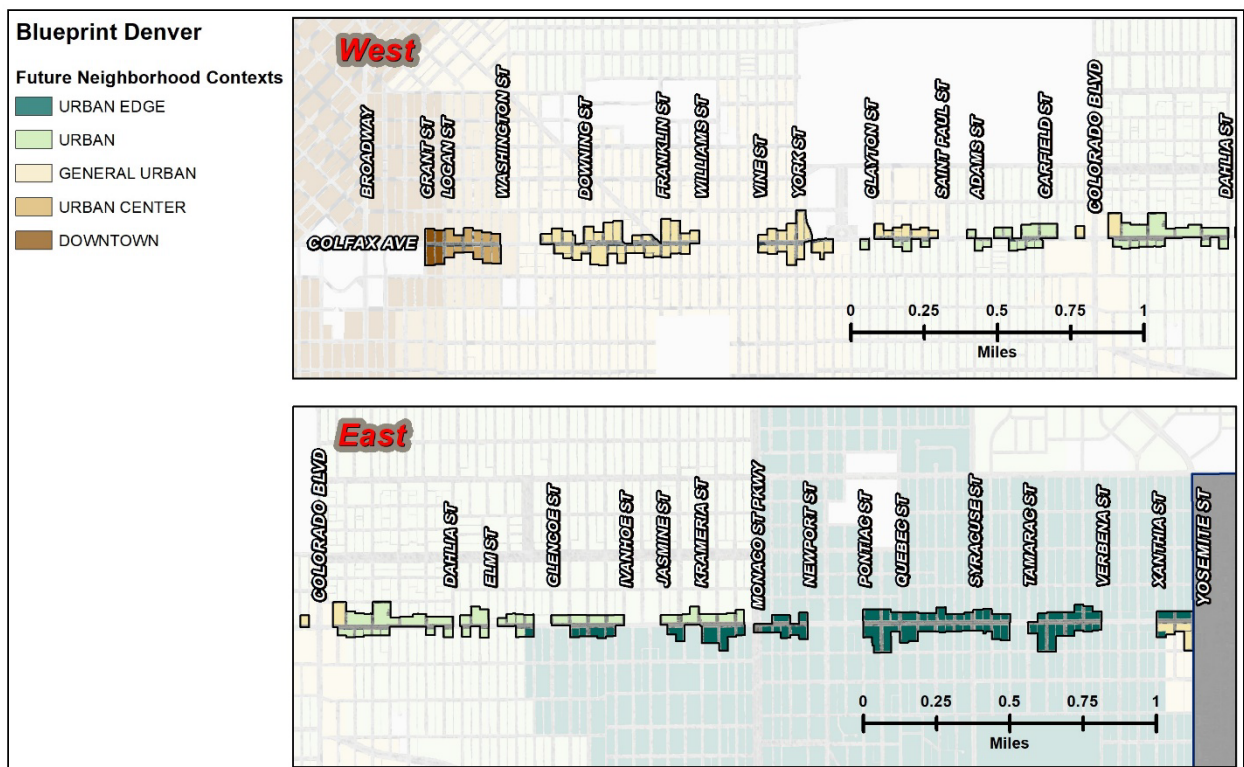 Blueprint Denver
Future Neighborhood Contexts
URBAN EDGE
URBAN
GENERAL URBAN
URBAN CENTER
DOWNTOWN
West
BROADWAY
GRANT ST
LOGAN ST
WASHINGTON ST
DOWNING ST
FRANKLIN ST
WILLIAMS ST
VINE ST
YORK ST
CLAYTON ST
SAINT PAUL ST
ADAMS ST
GARFIELD ST
COLORADO BLVD
DAHLIA ST
COLFAX AVE
0 0.25 0.5 0.75 1
Miles
East
COLORADO BLVD
DAHLIA ST
ELM ST
GLENCOE ST
IVANHOE ST
JASMINE ST
KRAMERIA ST
MONACO ST PKWY
NEWPORT ST
PONTIAC ST
QUEBEC ST
SYRACUSE ST
TAMARAC ST
VERBENA ST
XANTHIA ST
YOSEMITE ST
0 0.25 0.5 0.75 1
Miles